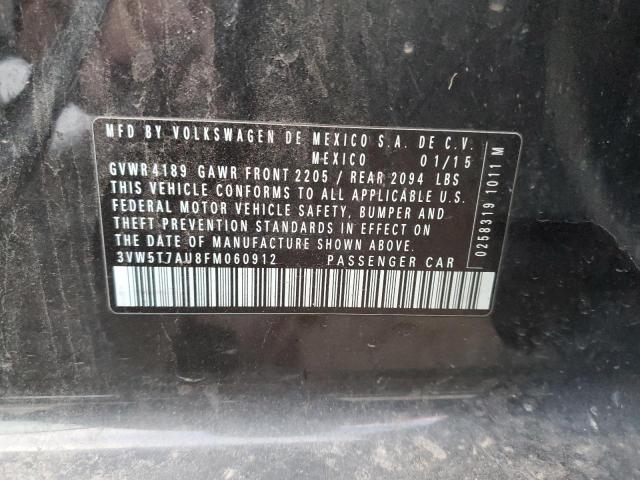 MFD BY VOLKSWAGEN DE MEXICO S.A. DE C.V.
MEXICO 01/15
GVWR 4189 GAWR FRONT 2205 / REAR 2094 LBS
THIS VEHICLE CONFORMS TO ALL APPLICABLE U.S.
FEDERAL MOTOR VEHICLE SAFETY, BUMPER AND
THEFT PREVENTION STANDARDS IN EFFECT ON
THE DATE OF MANUFACTURE SHOWN ABOVE.
3VW5T7AU8FM060912 PASSENGER CAR
0258319 1011 M